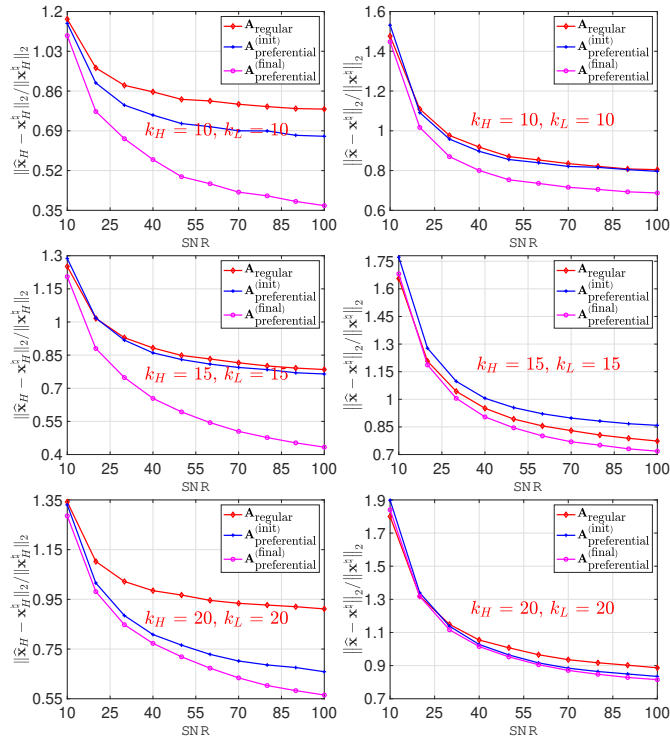 1.2
1.03
0.86
0.69
0.52
0.35
10 25 40 55 70 85 100
SNR
‖x̂_H − x_H^♮‖₂/‖x_H^♮‖₂
A_regular
A_preferential^(init)
A_preferential^(final)
k_H = 10, k_L = 10
1.6
1.4
1.2
1
0.8
0.6
10 25 40 55 70 85 100
SNR
‖x̂ − x^♮‖₂/‖x^♮‖₂
A_regular
A_preferential^(init)
A_preferential^(final)
k_H = 10, k_L = 10
1.3
1.15
1
0.85
0.7
0.55
0.4
10 25 40 55 70 85 100
SNR
‖x̂_H − x_H^♮‖₂/‖x_H^♮‖₂
A_regular
A_preferential^(init)
A_preferential^(final)
k_H = 15, k_L = 15
1.75
1.6
1.45
1.3
1.15
1
0.85
0.7
10 25 40 55 70 85 100
SNR
‖x̂ − x^♮‖₂/‖x^♮‖₂
A_regular
A_preferential^(init)
A_preferential^(final)
k_H = 15, k_L = 15
1.35
1.15
0.95
0.75
0.55
10 25 40 55 70 85 100
SNR
‖x̂_H − x_H^♮‖₂/‖x_H^♮‖₂
A_regular
A_preferential^(init)
A_preferential^(final)
k_H = 20, k_L = 20
1.9
1.7
1.5
1.3
1.1
0.9
0.7
10 25 40 55 70 85 100
SNR
‖x̂ − x^♮‖₂/‖x^♮‖₂
A_regular
A_preferential^(init)
A_preferential^(final)
k_H = 20, k_L = 20